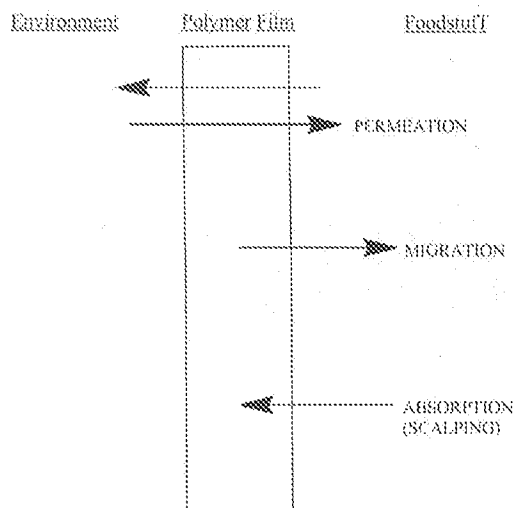 Environment
Polymer Film
Foodstuff
PERMEATION
MIGRATION
ABSORPTION
(SCALPING)